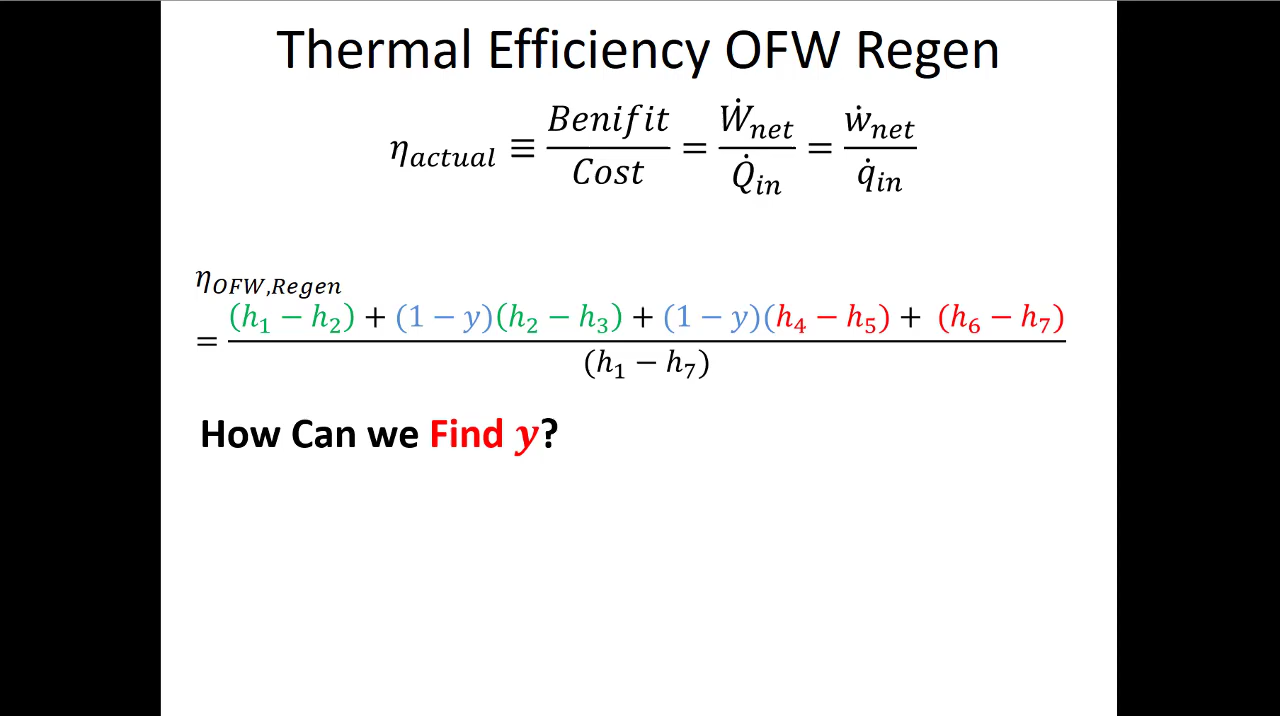 Thermal Efficiency OFW Regen
η_actual ≡ Benifit/Cost = Ẇ_net/Q̇_in = ẇ_net/q̇_in
η_OFW,Regen
= ((h₁ − h₂) + (1 − y)(h₂ − h₃) + (1 − y)(h₄ − h₅) + (h₆ − h₇))/(h₁ − h₇)
How Can we Find y?